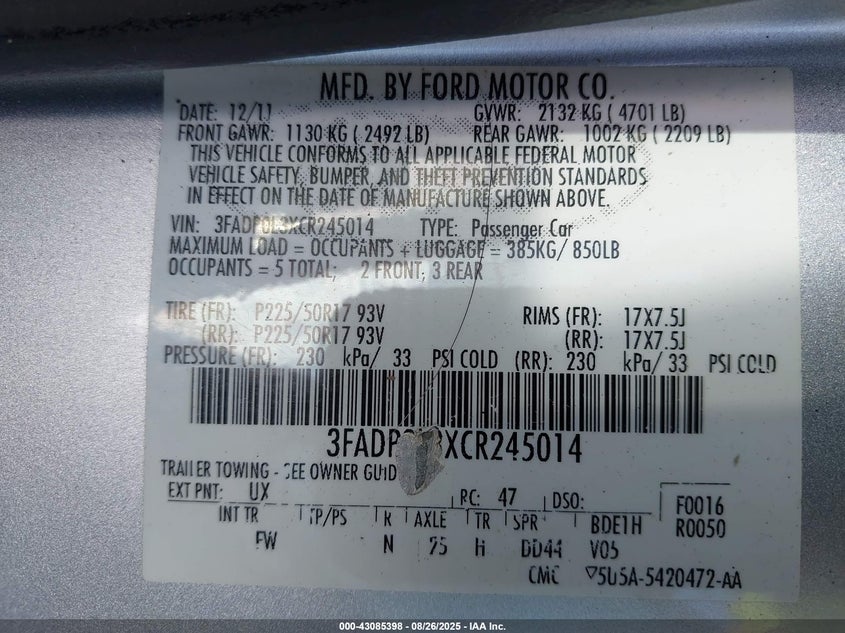 MFD. BY FORD MOTOR CO.
DATE: 12/11 GVWR: 2132 KG ( 4701 LB)
FRONT GAWR: 1130 KG ( 2492 LB) REAR GAWR: 1002 KG ( 2209 LB)
THIS VEHICLE CONFORMS TO ALL APPLICABLE FEDERAL MOTOR
VEHICLE SAFETY, BUMPER, AND THEFT PREVENTION STANDARDS
IN EFFECT ON THE DATE OF MANUFACTURE SHOWN ABOVE.
VIN: 3FADP0L3XCR245014 TYPE: Passenger Car
MAXIMUM LOAD = OCCUPANTS + LUGGAGE = 385KG/ 850LB
OCCUPANTS = 5 TOTAL; 2 FRONT, 3 REAR
TIRE (FR): P225/50R17 93V RIMS (FR): 17X7.5J
(RR): P225/50R17 93V (RR): 17X7.5J
PRESSURE (FR): 230 kPa/ 33 PSI COLD (RR): 230 kPa/ 33 PSI COLD
XCR245014
TRAILER TOWING - SEE OWNER GUID
EXT PNT: UX RC: 47 DSO: F0016
INT TR TP/PS R AXLE TR SPR BDE1H R0050
FW N 95 H DD44 V05
CMC 5U5A-5420472-AA
000-43085398 - 08/26/2025 - IAA Inc.